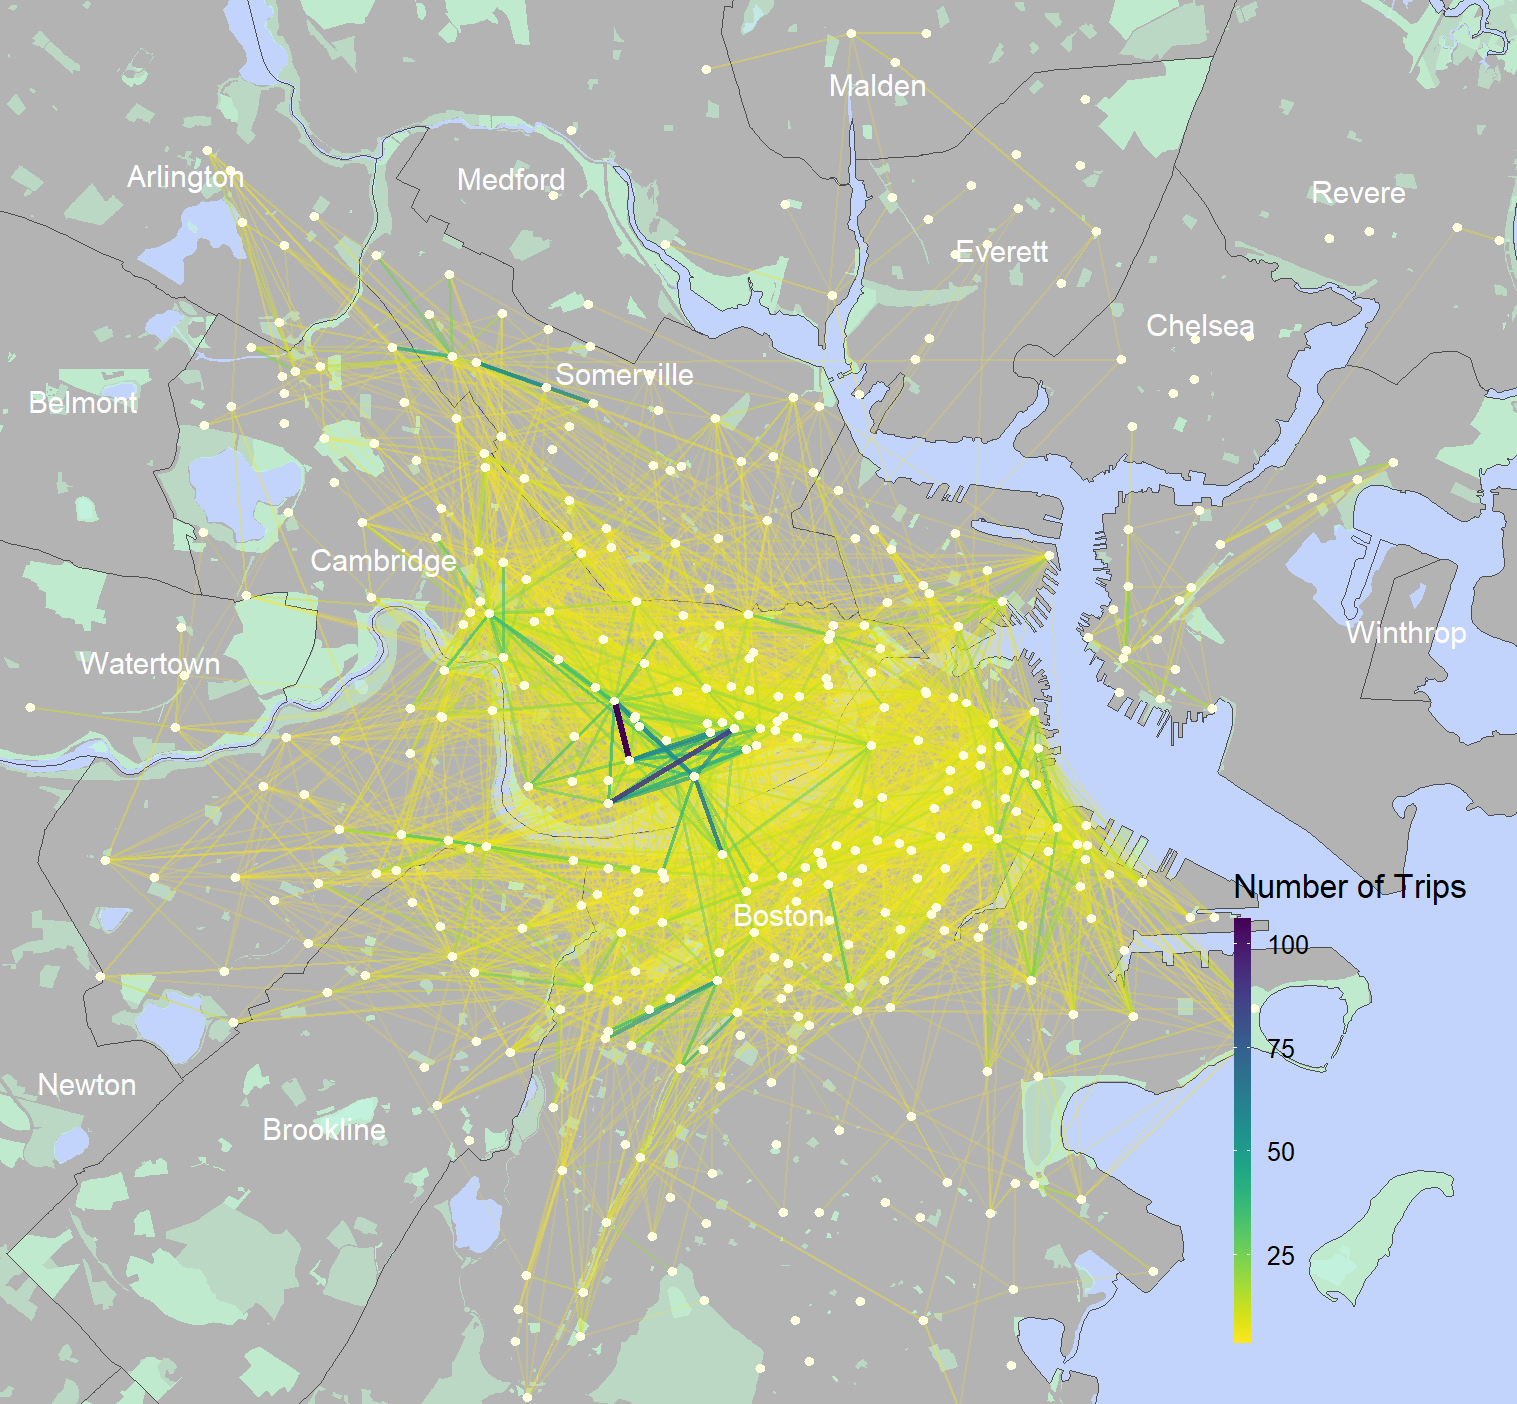 Malden
Arlington
Medford
Revere
Everett
Chelsea
Somerville
Belmont
Cambridge
Winthrop
Watertown
Number of Trips
Boston
100
75
Newton
Brookline
50
25